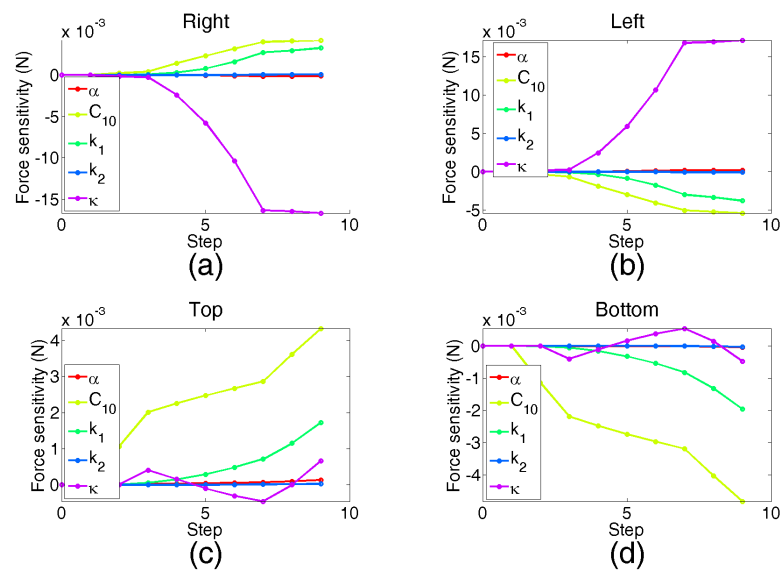 Right
x 10⁻³
Force sensitivity (N)
0
-5
-10
-15
α
C₁₀
k₁
k₂
κ
0 5 10
Step
(a)
Left
x 10⁻³
Force sensitivity (N)
15
10
5
0
-5
α
C₁₀
k₁
k₂
κ
0 5 10
Step
(b)
Top
x 10⁻³
Force sensitivity (N)
4
3
2
1
0
α
C₁₀
k₁
k₂
κ
0 5 10
Step
(c)
Bottom
x 10⁻³
Force sensitivity (N)
0
-1
-2
-3
-4
α
C₁₀
k₁
k₂
κ
0 5 10
Step
(d)